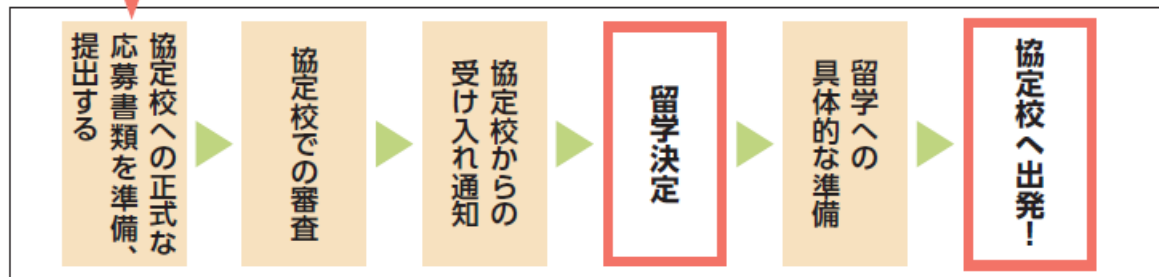 協定校への正式な
応募書類を準備、
提出する
協定校での審査
協定校からの
受け入れ通知
留学決定
留学への
具体的な準備
協定校へ出発！